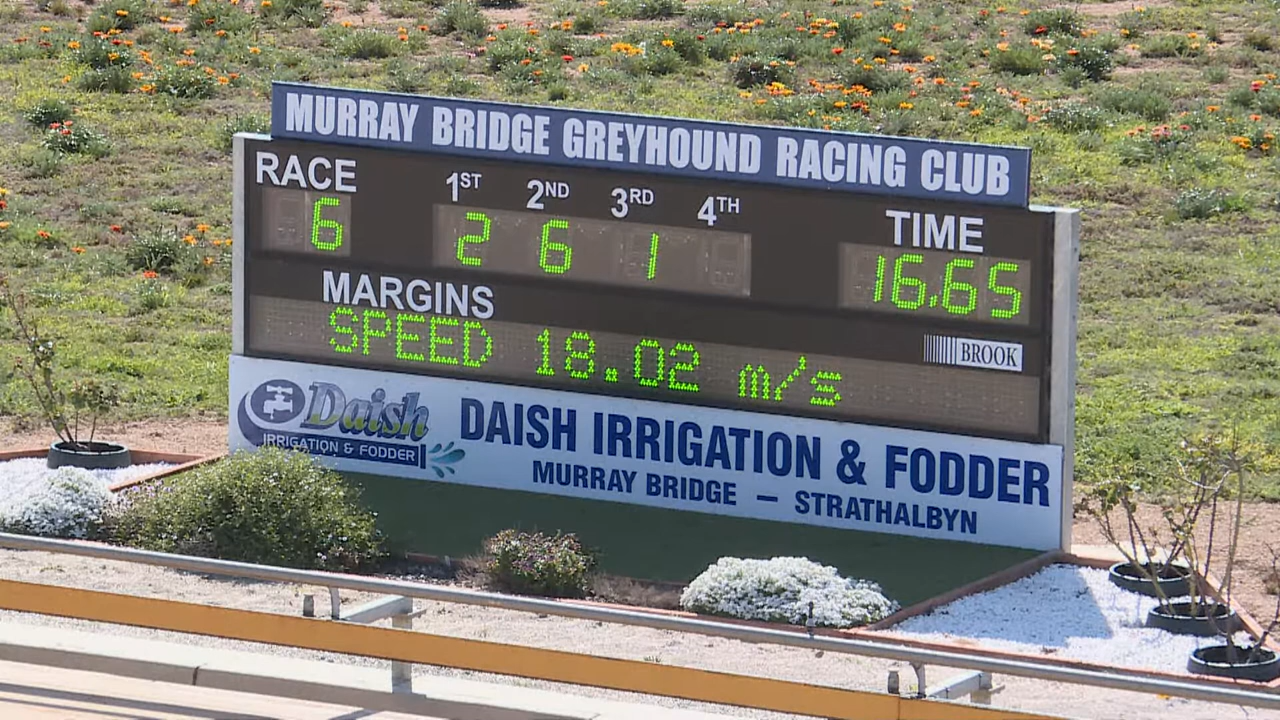 MURRAY BRIDGE GREYHOUND RACING CLUB
RACE 1ST 2ND 3RD 4TH TIME
6 2 6 1 16.65
MARGINS
SPEED 18.02 m/s
BROOK
Daish
IRRIGATION & FODDER
DAISH IRRIGATION & FODDER
MURRAY BRIDGE – STRATHALBYN